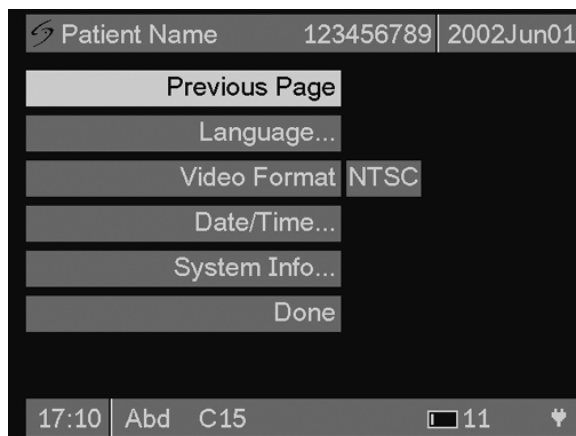 Patient Name 123456789 2002Jun01
Previous Page
Language...
Video Format NTSC
Date/Time...
System Info...
Done
17:10 Abd C15 11